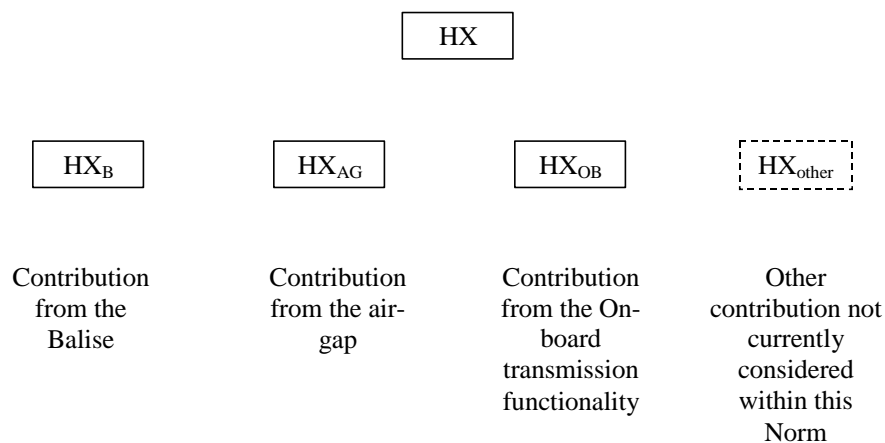 HX
HX_B
HX_AG
HX_OB
HX_other
Contribution
from the
Balise
Contribution
from the air-
gap
Contribution
from the On-
board
transmission
functionality
Other
contribution not
currently
considered
within this
Norm